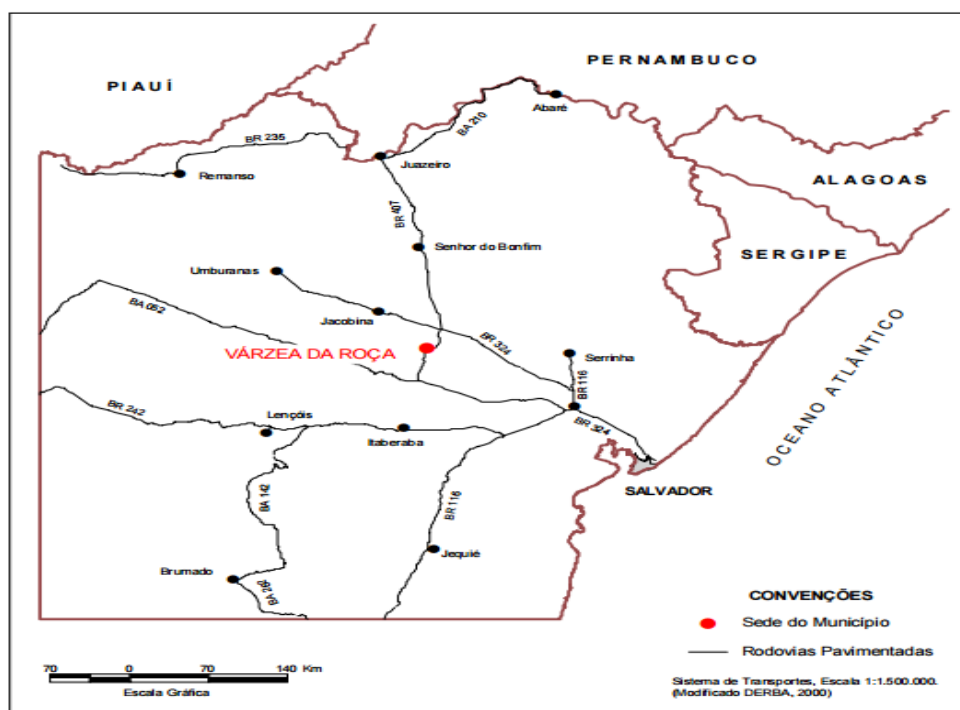 PIAUÍ
PERNAMBUCO
Abaré
BA 210
BR 235
Juazeiro
Remanso
ALAGOAS
BR 407
Senhor do Bonfim
SERGIPE
Umburanas
BA 052
Jacobina
BR 324
VÁRZEA DA ROÇA
Serrinha
BR 116
OCEANO ATLÂNTICO
BR 242
Lençóis
Itaberaba
BR 324
SALVADOR
BA 142
BR 116
Jequié
Brumado
BA 262
CONVENÇÕES
Sede do Município
Rodovias Pavimentadas
70 0 70 140 Km
Escala Gráfica
Sistema de Transportes, Escala 1:1.500.000.
(Modificado DERBA, 2000)